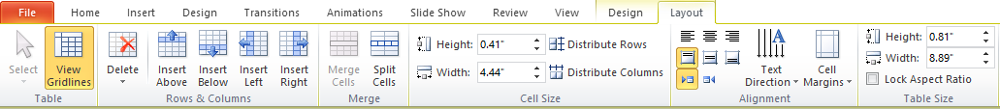 File Home Insert Design Transitions Animations Slide Show Review View Design Layout
Select
View Gridlines
Table
Delete
Insert Above
Insert Below
Insert Left
Insert Right
Rows & Columns
Merge Cells
Split Cells
Merge
Height: 0.41" Distribute Rows
Width: 4.44" Distribute Columns
Cell Size
Text Direction
Cell Margins
Alignment
Height: 0.81"
Width: 8.89"
Lock Aspect Ratio
Table Size